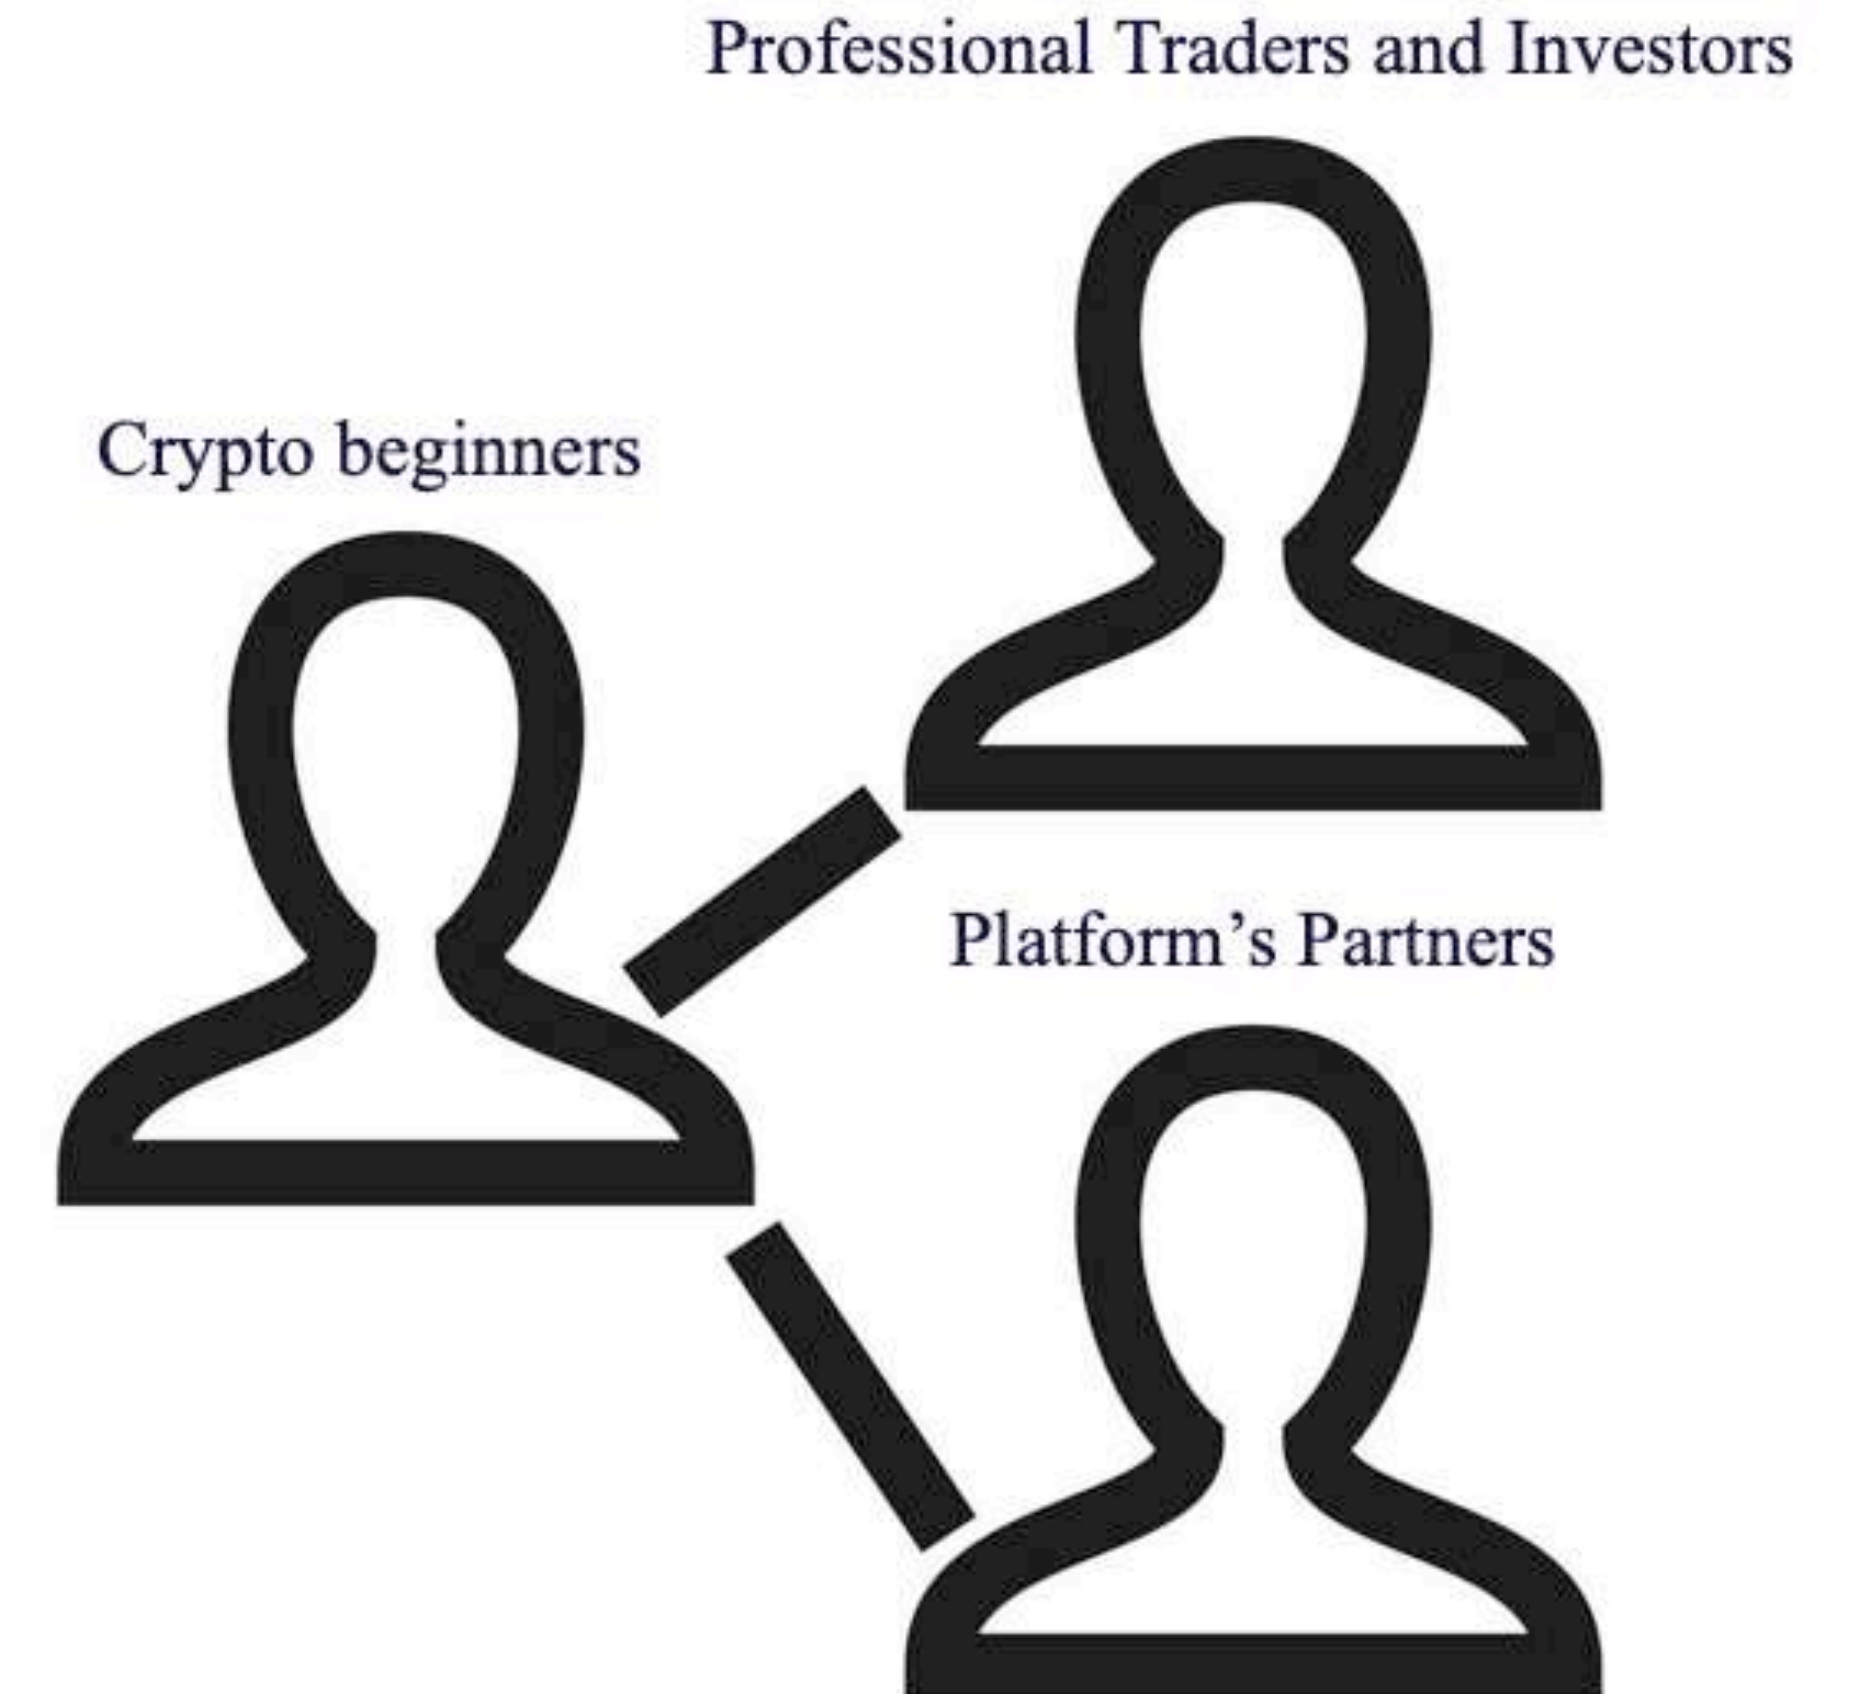 Professional Traders and Investors
Crypto beginners
Platform’s Partners